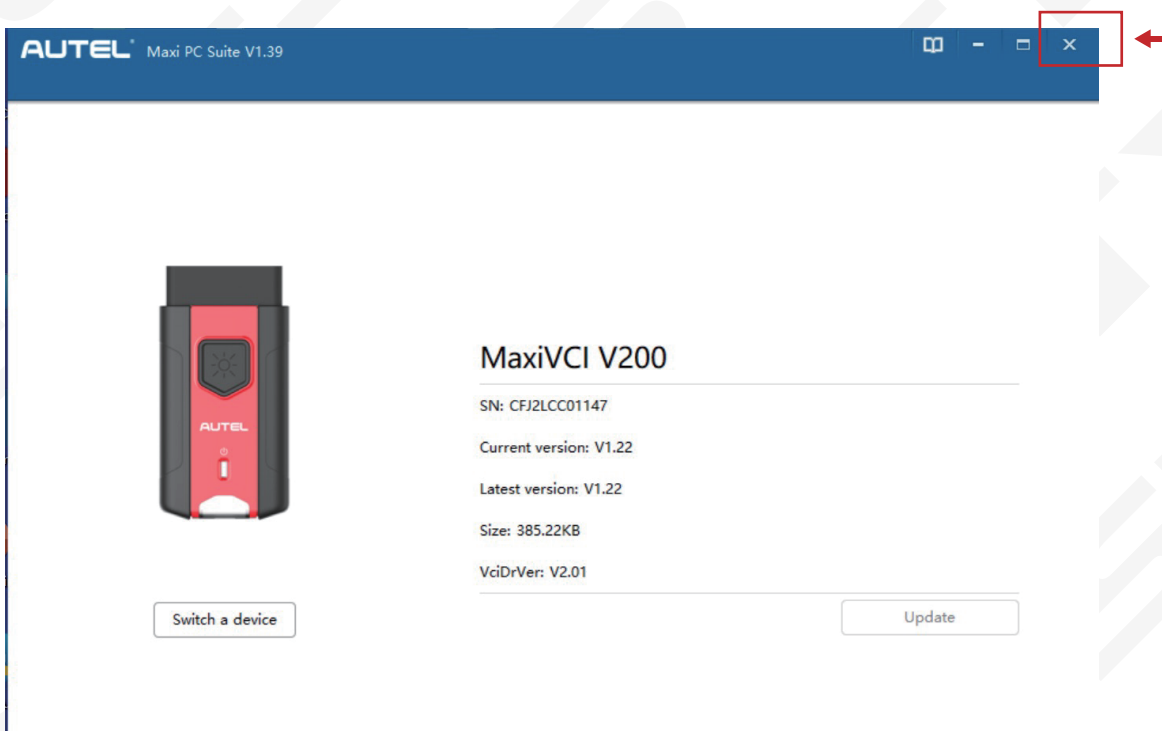 AUTEL Maxi PC Suite V1.39
AUTEL
MaxiVCI V200
SN: CFJ2LCC01147
Current version: V1.22
Latest version: V1.22
Size: 385.22KB
VciDrVer: V2.01
Switch a device
Update